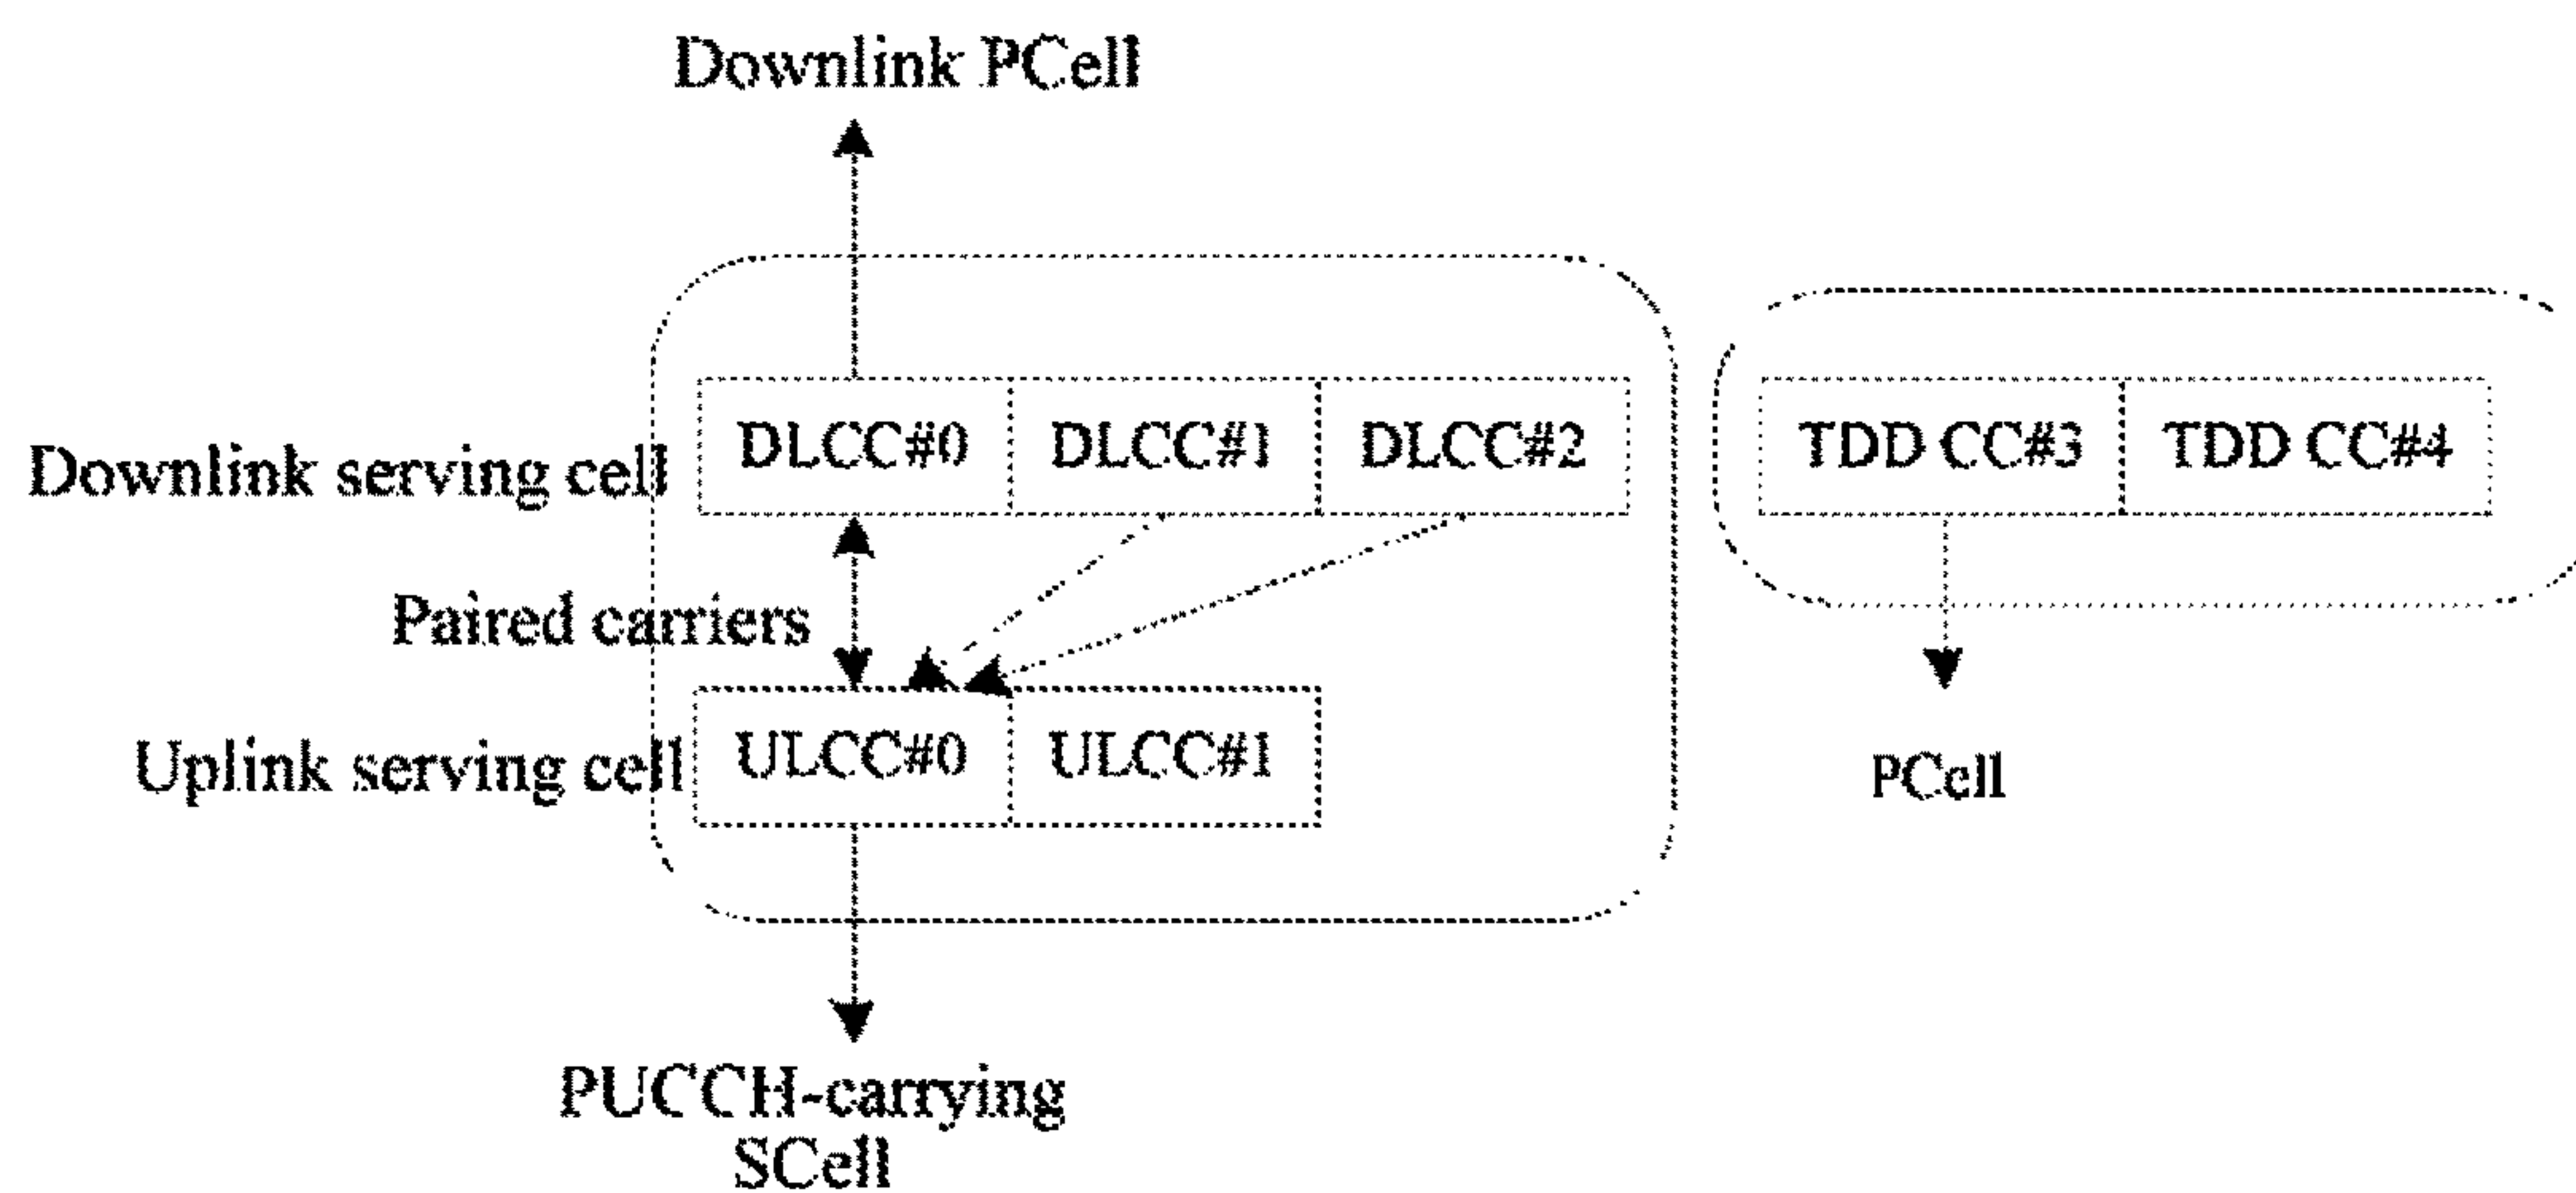 Downlink PCell
Downlink serving cell
DLCC#0
DLCC#1
DLCC#2
TDD CC#3
TDD CC#4
Paired carriers
Uplink serving cell
ULCC#0
ULCC#1
PCell
PUCCH-carrying
SCell